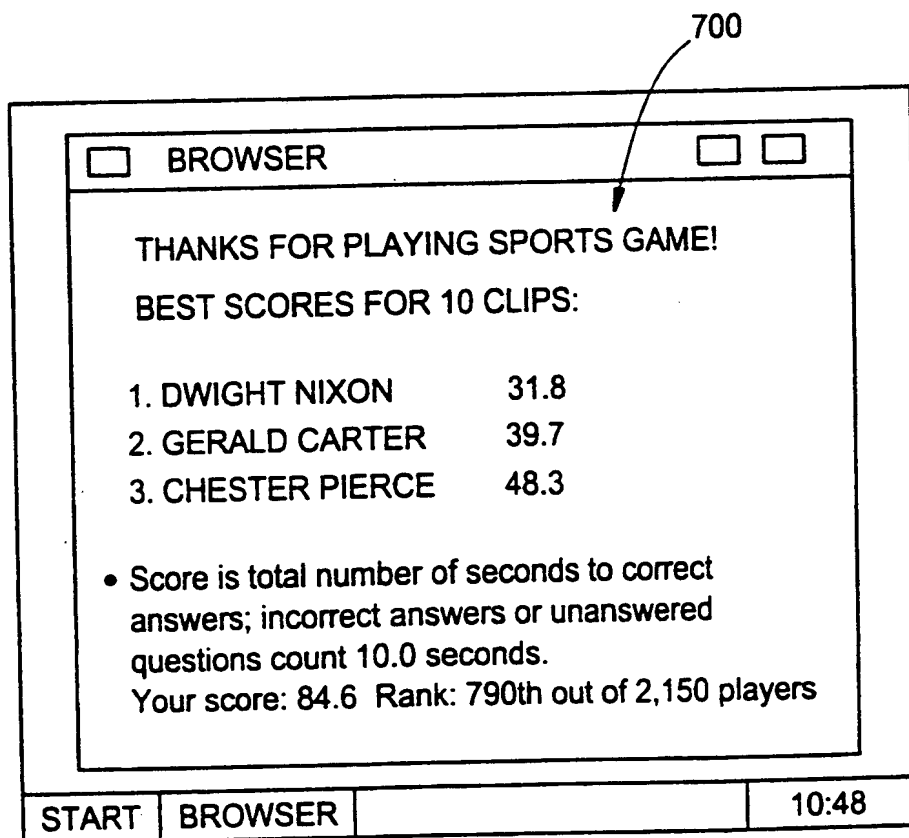 700
BROWSER
THANKS FOR PLAYING SPORTS GAME!
BEST SCORES FOR 10 CLIPS:
1. DWIGHT NIXON 31.8
2. GERALD CARTER 39.7
3. CHESTER PIERCE 48.3
• Score is total number of seconds to correct
answers; incorrect answers or unanswered
questions count 10.0 seconds.
Your score: 84.6 Rank: 790th out of 2,150 players
START BROWSER 10:48